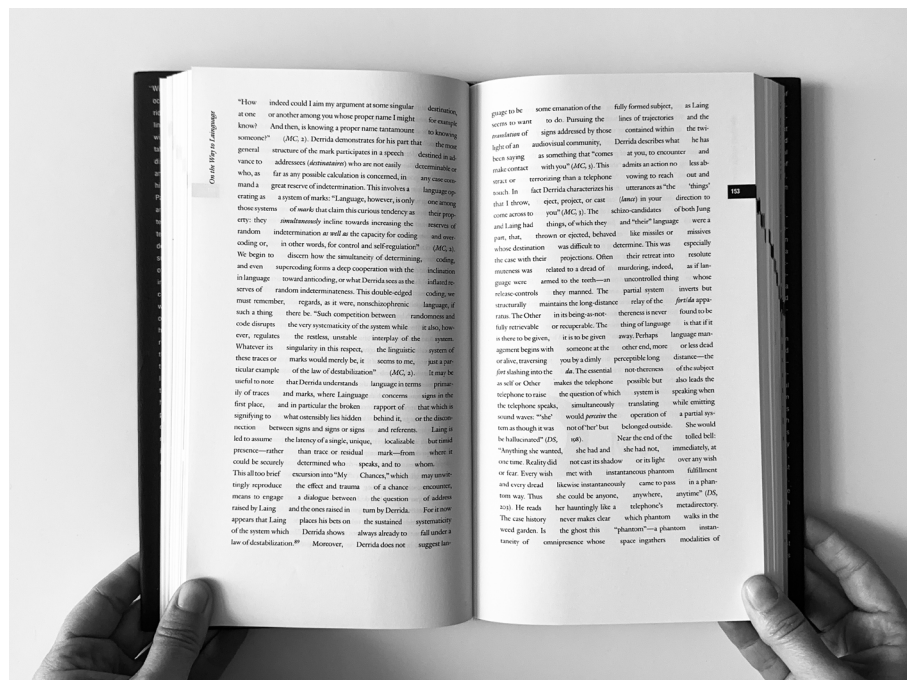 On the Way to Lainguage
“How indeed could I aim my argument at some singular destination,
at one or another among you whose proper name I might for example
know? And then, is knowing a proper name tantamount to knowing
someone?” (MC, 2). Derrida demonstrates for his part that the most
general structure of the mark participates in a speech destined in ad-
vance to addressees (destinataires) who are not easily determinable or
who, as far as any possible calculation is concerned, in any case com-
mand a great reserve of indetermination. This involves a language op-
erating as a system of marks: “Language, however, is only one among
those systems of marks that claim this curious tendency as their prop-
erty: they simultaneously incline towards increasing the reserves of
random indetermination as well as the capacity for coding and over-
coding or, in other words, for control and self-regulation” (MC, 2).
We begin to discern how the simultaneity of determining, coding,
and even supercoding forms a deep cooperation with the inclination
in language toward anticoding, or what Derrida sees as the inflated re-
serves of random indeterminateness. This double-edged coding, we
must remember, regards, as it were, nonschizophrenic language, if
such a thing there be. “Such competition between randomness and
code disrupts the very systematicity of the system while it also, how-
ever, regulates the restless, unstable interplay of the system.
Whatever its singularity in this respect, the linguistic system of
these traces or marks would merely be, it seems to me, just a par-
ticular example of the law of destabilization” (MC, 2). It may be
useful to note that Derrida understands language in terms primar-
ily of traces and marks, where Lainguage concerns signs in the
first place, and in particular the broken rapport of that which is
signifying to what ostensibly lies hidden behind it, or the discon-
nection between signs and signs or signs and referents. Laing is
led to assume the latency of a single, unique, localizable but timid
presence—rather than trace or residual mark—from where it
could be securely determined who speaks, and to whom.
This all too brief excursion into “My Chances,” which may unwit-
tingly reproduce the effect and trauma of a chance encounter,
means to engage a dialogue between the question of address
raised by Laing and the ones raised in turn by Derrida. For it now
appears that Laing places his bets on the sustained systematicity
of the system which Derrida shows always already to fall under a
law of destabilization.⁸⁹ Moreover, Derrida does not suggest lan-
guage to be some emanation of the fully formed subject, as Laing
seems to want to do. Pursuing the lines of trajectories and the
translature of signs addressed by those contained within the twi-
light of an audiovisual community, Derrida describes what he has
been saying as something that “comes at you, to encounter and
make contact with you” (MC, 3). This admits an action no less ab-
stract or terrorizing than a telephone vowing to reach out and
touch. In fact Derrida characterizes his utterances as “the ‘things’
that I throw, eject, project, or cast (lance) in your direction to
come across to you” (MC, 3). The schizo-candidates of both Jung
and Laing had things, of which they and “their” language were a
part, that, thrown or ejected, behaved like missiles or missives
whose destination was difficult to determine. This was especially
the case with their projections. Often their retreat into resolute
muteness was related to a dread of murdering, indeed, as if lan-
guage were armed to the teeth—an uncontrolled thing whose
release-controls they manned. The partial system inverts but
structurally maintains the long-distance relay of the fort/da appa-
ratus. The Other in its being-as-not- thereness is never found to be
fully retrievable or recuperable. The thing of language is that if it
is there to be given, it is to be given away. Perhaps language man-
agement begins with someone at the other end, more or less dead
or alive, traversing you by a dimly perceptible long distance—the
fort slashing into the da. The essential not-thereness of the subject
as self or Other makes the telephone possible but also leads the
telephone to raise the question of which system is speaking when
the telephone speaks, simultaneously translating while emitting
sound waves: “‘she’ would perceive the operation of a partial sys-
tem as though it was not of ‘her’ but belonged outside. She would
be hallucinated” (DS, 198). Near the end of the tolled bell:
“Anything she wanted, she had and she had not, immediately, at
one time. Reality did not cast its shadow or its light over any wish
or fear. Every wish met with instantaneous phantom fulfillment
and every dread likewise instantaneously came to pass in a phan-
tom way. Thus she could be anyone, anywhere, anytime” (DS,
203). He reads her hauntingly like a telephone’s metadirectory.
The case history never makes clear which phantom walks in the
weed garden. Is the ghost this “phantom”—a phantom instan-
taneity of omnipresence whose space ingathers modalities of
153